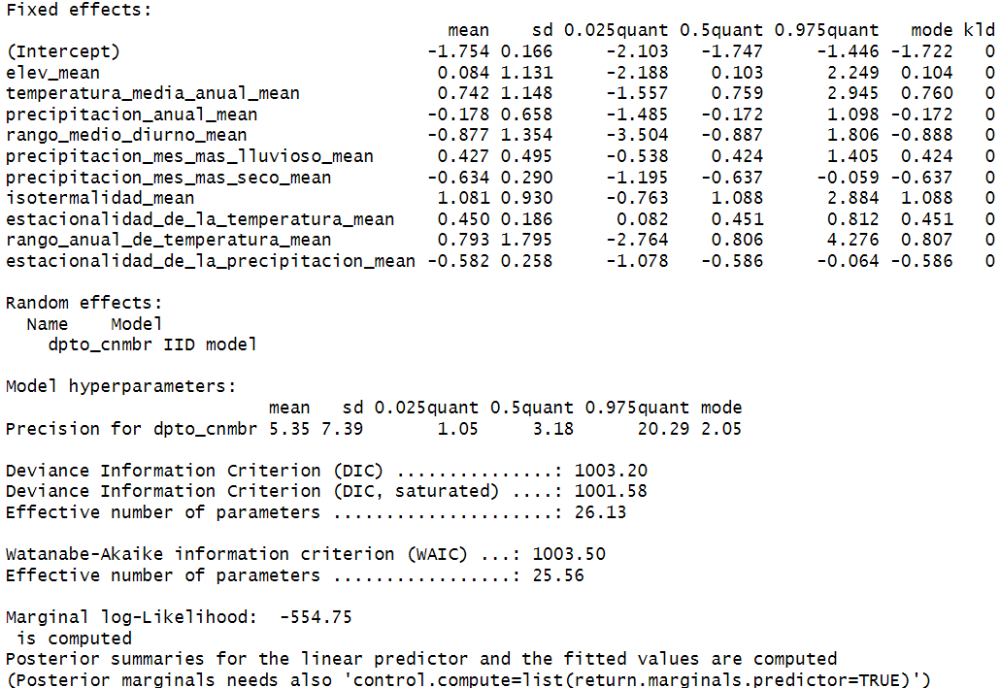 Fixed effects:
                                       mean    sd 0.025quant 0.5quant 0.975quant   mode kld
(Intercept)                          -1.754 0.166     -2.103   -1.747     -1.446 -1.722   0
elev_mean                             0.084 1.131     -2.188    0.103      2.249  0.104   0
temperatura_media_anual_mean          0.742 1.148     -1.557    0.759      2.945  0.760   0
precipitacion_anual_mean             -0.178 0.658     -1.485   -0.172      1.098 -0.172   0
rango_medio_diurno_mean              -0.877 1.354     -3.504   -0.887      1.806 -0.888   0
precipitacion_mes_mas_lluvioso_mean   0.427 0.495     -0.538    0.424      1.405  0.424   0
precipitacion_mes_mas_seco_mean      -0.634 0.290     -1.195   -0.637     -0.059 -0.637   0
isotermalidad_mean                    1.081 0.930     -0.763    1.088      2.884  1.088   0
estacionalidad_de_la_temperatura_mean  0.450 0.186      0.082    0.451      0.812  0.451   0
rango_anual_de_temperatura_mean       0.793 1.795     -2.764    0.806      4.276  0.807   0
estacionalidad_de_la_precipitacion_mean -0.582 0.258     -1.078   -0.586     -0.064 -0.586   0

Random effects:
  Name    Model
    dpto_cnmbr IID model

Model hyperparameters:
                         mean   sd 0.025quant 0.5quant 0.975quant mode
Precision for dpto_cnmbr 5.35 7.39       1.05     3.18      20.29 2.05

Deviance Information Criterion (DIC) ...............: 1003.20
Deviance Information Criterion (DIC, saturated) ....: 1001.58
Effective number of parameters .....................: 26.13

Watanabe-Akaike information criterion (WAIC) ...: 1003.50
Effective number of parameters .................: 25.56

Marginal log-Likelihood:  -554.75
 is computed
Posterior summaries for the linear predictor and the fitted values are computed
(Posterior marginals needs also 'control.compute=list(return.marginals.predictor=TRUE)')